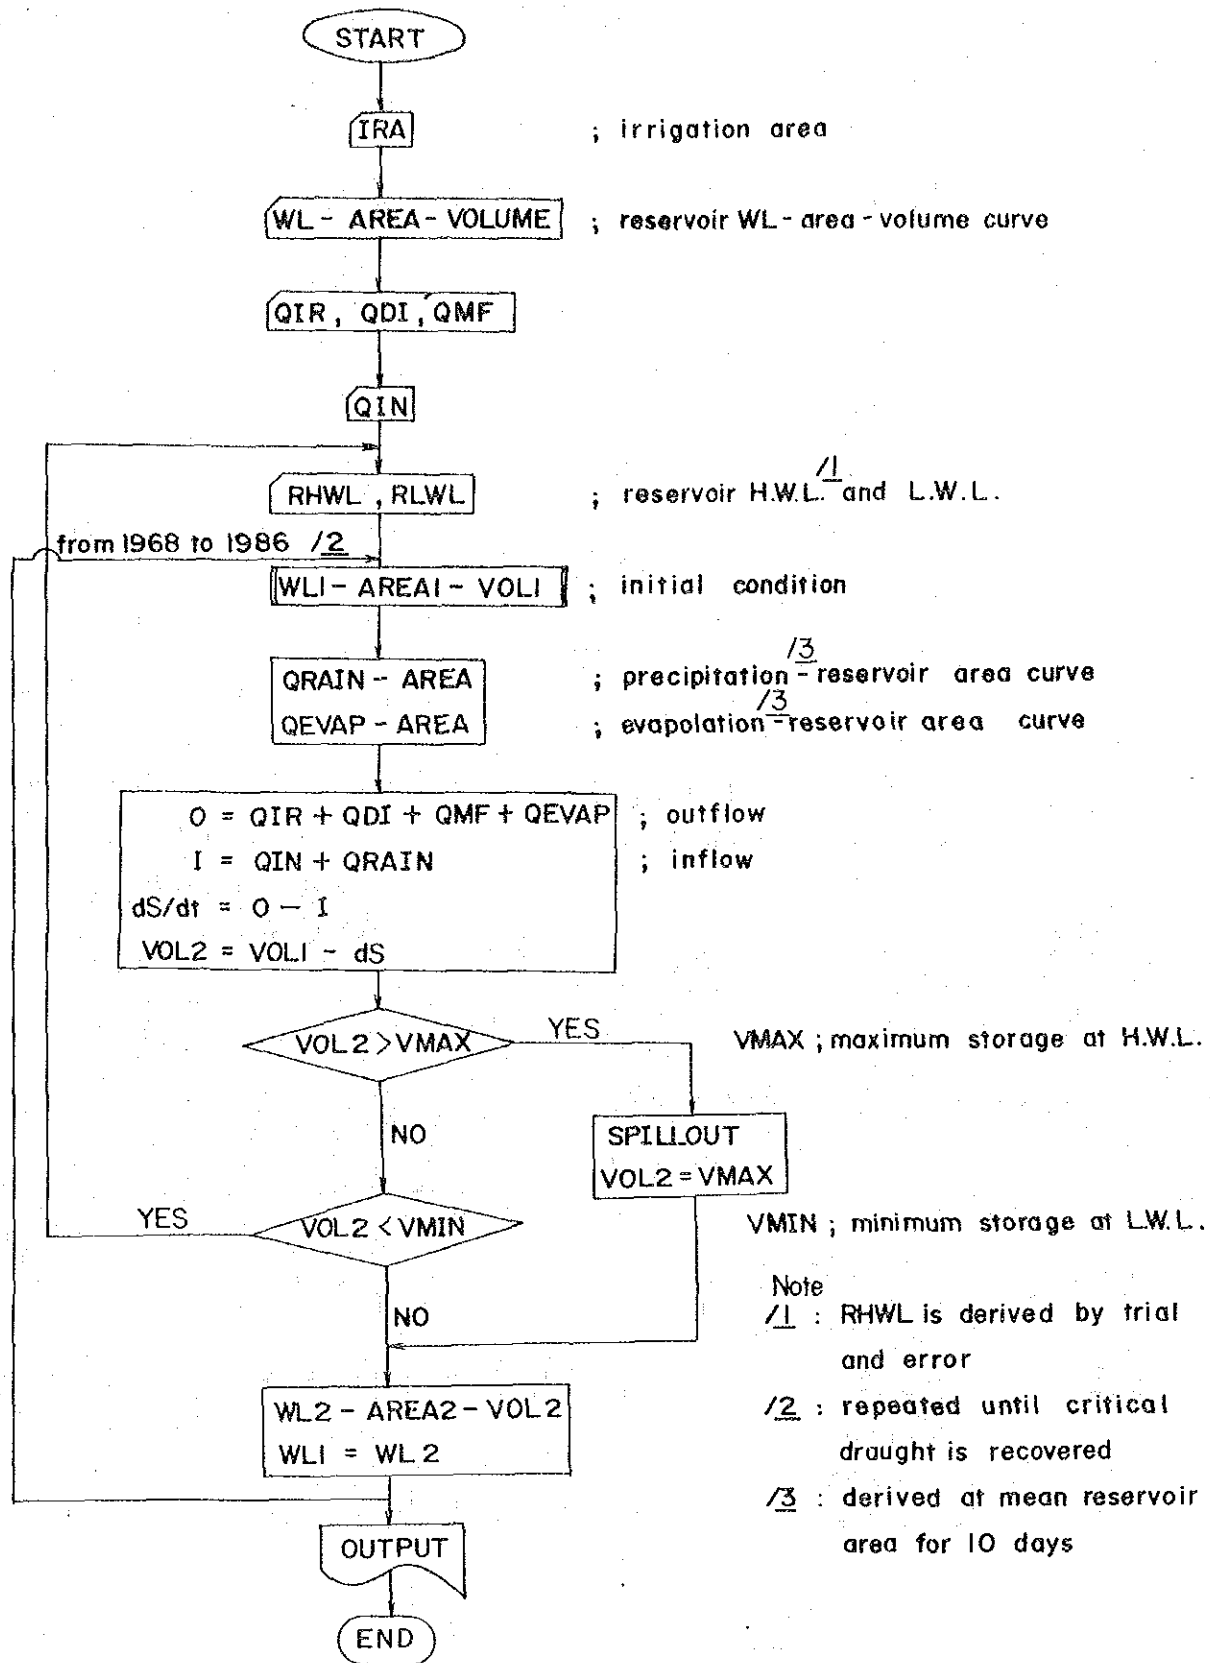 START
IRA ; irrigation area
WL - AREA - VOLUME ; reservoir WL - area - volume curve
QIR, QDI, QMF
QIN
RHWL, RLWL ; reservoir H.W.L. /1 and L.W.L.
from 1968 to 1986 /2
WL1 - AREA1 - VOL1 ; initial condition
QRAIN - AREA ; precipitation /3 - reservoir area curve
QEVAP - AREA ; evapolation /3 - reservoir area curve
O = QIR + QDI + QMF + QEVAP ; outflow
I = QIN + QRAIN ; inflow
dS/dt = O - I
VOL2 = VOL1 - dS
VOL2 > VMAX YES VMAX ; maximum storage at H.W.L.
NO
SPILLOUT
VOL2 = VMAX
YES VOL2 < VMIN VMIN ; minimum storage at L.W.L.
NO
Note
/1 : RHWL is derived by trial
and error
/2 : repeated until critical
draught is recovered
/3 : derived at mean reservoir
area for 10 days
WL2 - AREA2 - VOL2
WL1 = WL2
OUTPUT
END